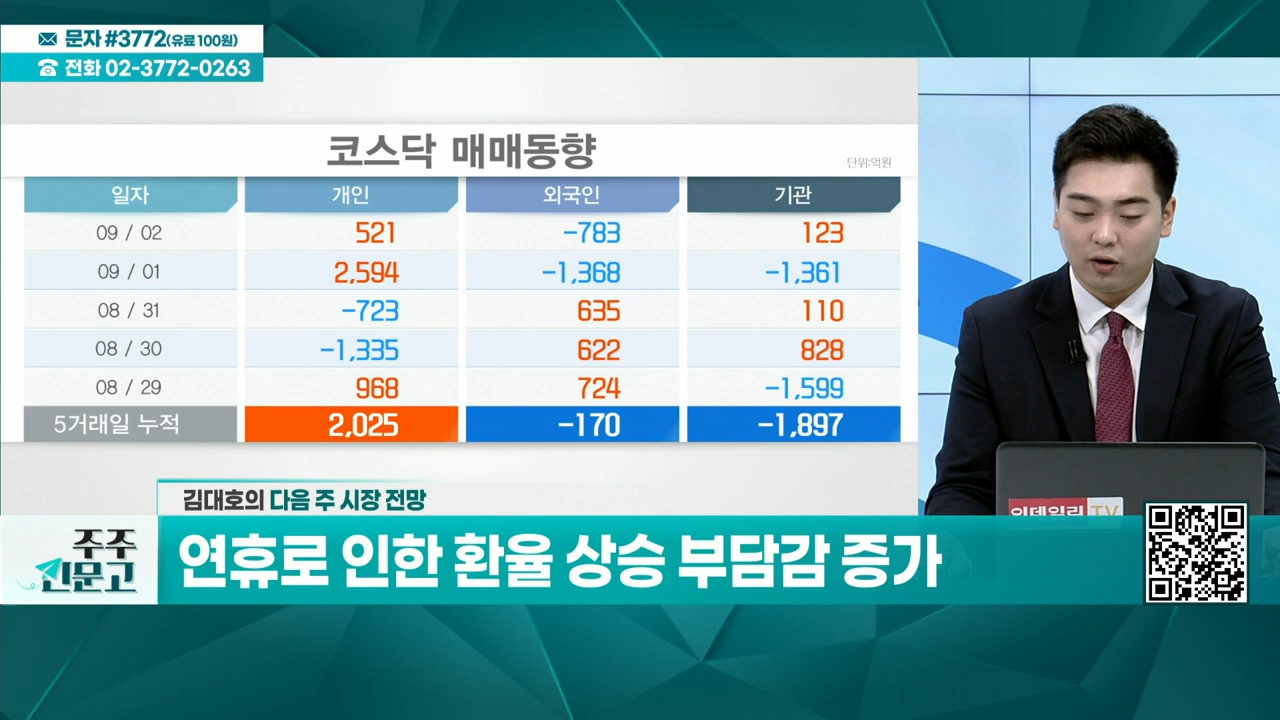 문자 #3772(유료 100원)
전화 02-3772-0263
코스닥 매매동향
단위:억원
일자 개인 외국인 기관
09 / 02 521 -783 123
09 / 01 2,594 -1,368 -1,361
08 / 31 -723 635 110
08 / 30 -1,335 622 828
08 / 29 968 724 -1,599
5거래일 누적 2,025 -170 -1,897
김대호의 다음 주 시장 전망
주주
신문고
연휴로 인한 환율 상승 부담감 증가
이데일리 TV